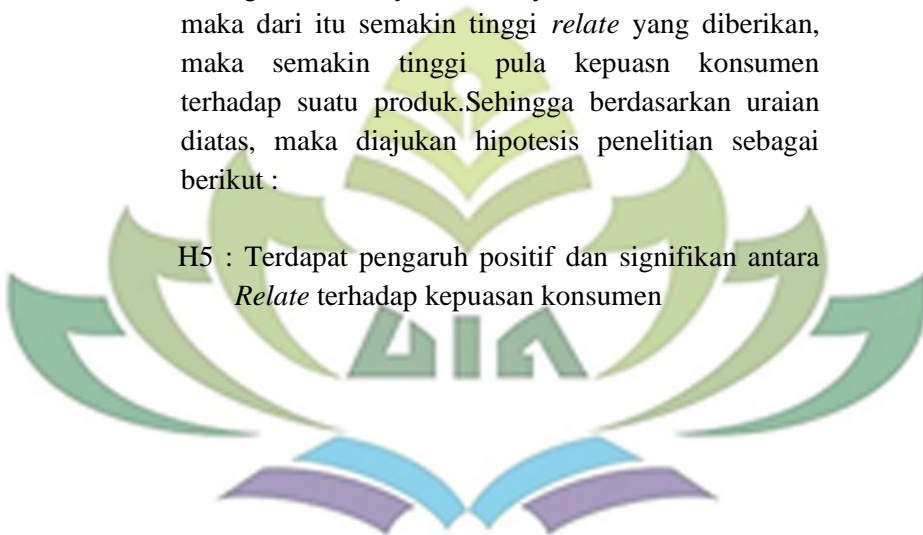 maka dari itu semakin tinggi relate yang diberikan,
maka semakin tinggi pula kepuasn konsumen
terhadap suatu produk.Sehingga berdasarkan uraian
diatas, maka diajukan hipotesis penelitian sebagai
berikut :
H5 : Terdapat pengaruh positif dan signifikan antara
Relate terhadap kepuasan konsumen
UIN